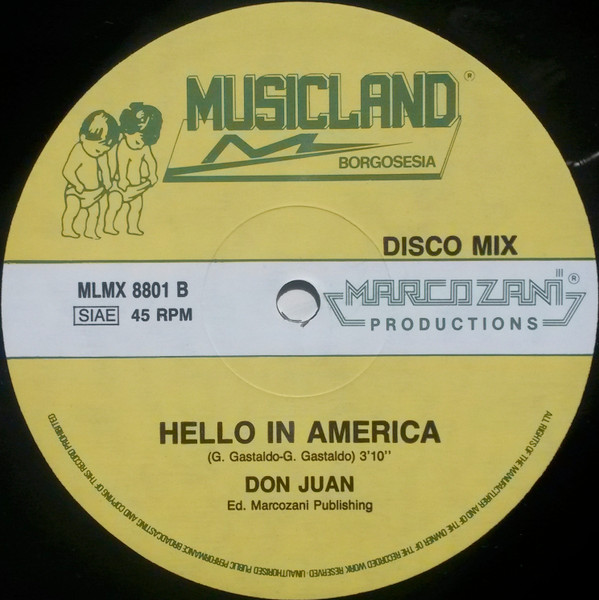 MUSICLAND ®
BORGOSESIA
DISCO MIX
MLMX 8801 B
SIAE 45 RPM
MARCO ZANI ®
PRODUCTIONS
HELLO IN AMERICA
(G. Gastaldo-G. Gastaldo) 3'10''
DON JUAN
Ed. Marcozani Publishing
ALL RIGHTS OF THE MANUFACTURER AND OF THE OWNER OF THE RECORDED WORK RESERVED · UNAUTHORISED PUBLIC PERFORMANCE BROADCASTING AND COPYING OF THIS RECORD PROHIBITED